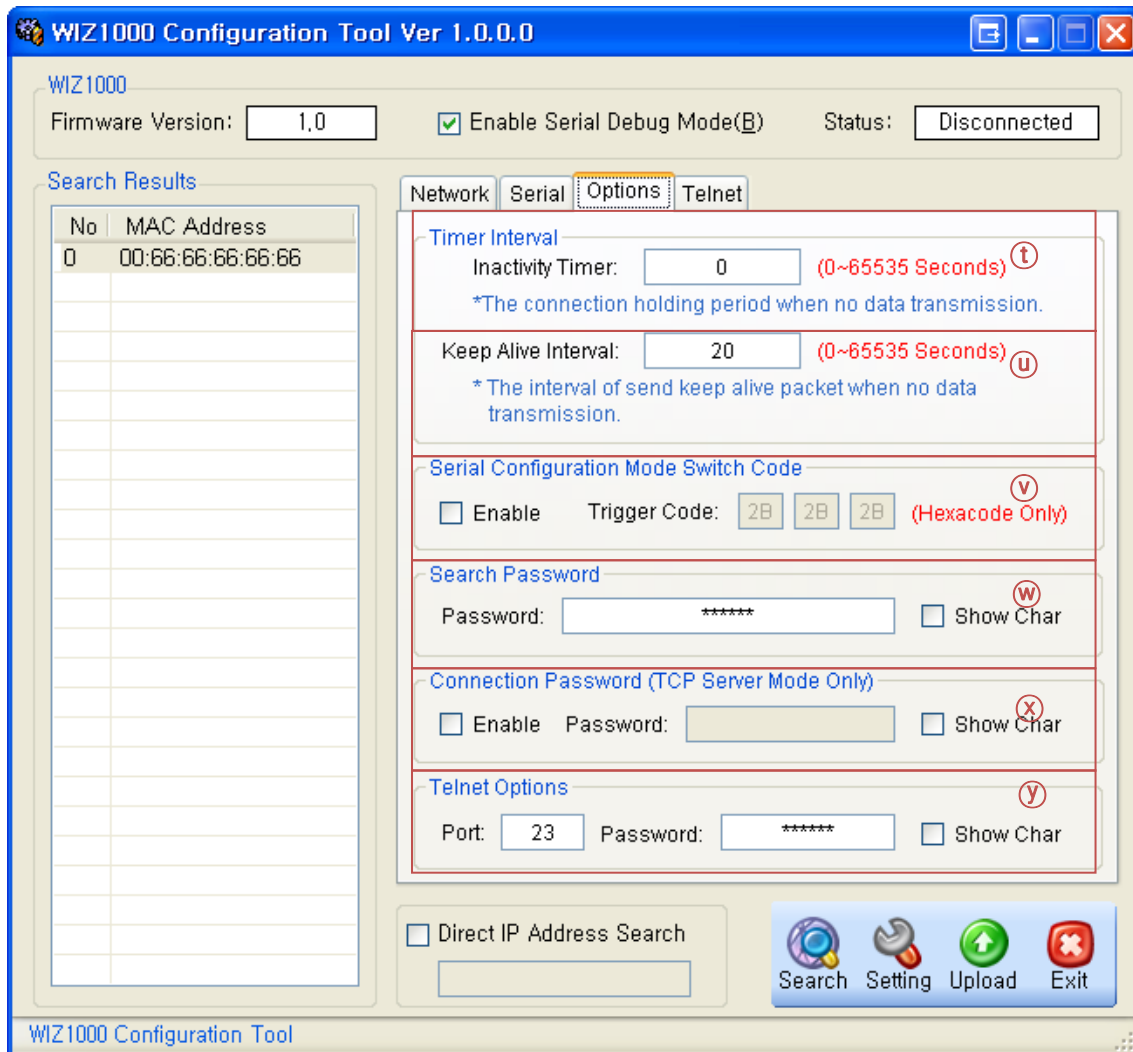 WIZ1000 Configuration Tool Ver 1.0.0.0
WIZ1000
Firmware Version: 1,0 Enable Serial Debug Mode(B) Status: Disconnected
Search Results
No MAC Address
0 00:66:66:66:66:66
Network Serial Options Telnet
Timer Interval
Inactivity Timer: 0 (0~65535 Seconds) ⓣ
*The connection holding period when no data transmission.
Keep Alive Interval: 20 (0~65535 Seconds) ⓤ
* The interval of send keep alive packet when no data
transmission.
Serial Configuration Mode Switch Code
ⓥ
Enable Trigger Code: 2B 2B 2B (Hexacode Only)
Search Password
ⓦ
Password: ****** Show Char
Connection Password (TCP Server Mode Only)
ⓧ
Enable Password: Show Char
Telnet Options
ⓨ
Port: 23 Password: ****** Show Char
Direct IP Address Search
Search Setting Upload Exit
WIZ1000 Configuration Tool